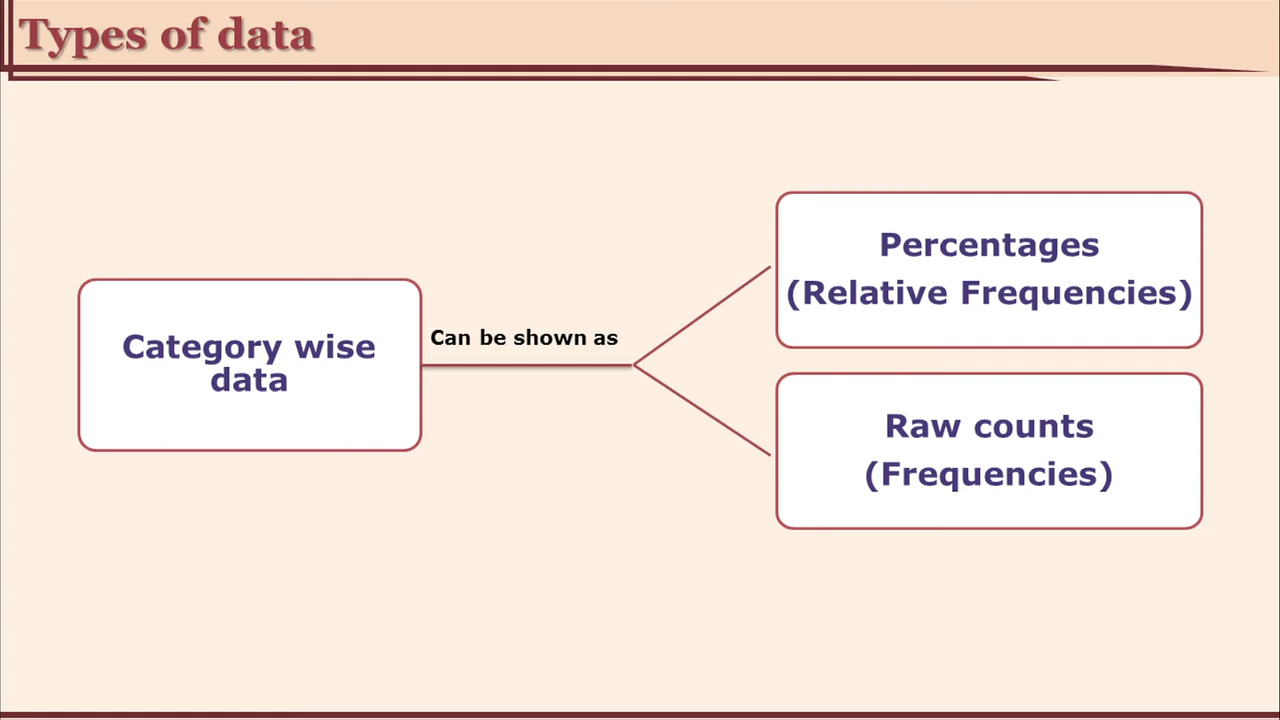 Types of data
Category wise
data
Can be shown as
Percentages
(Relative Frequencies)
Raw counts
(Frequencies)